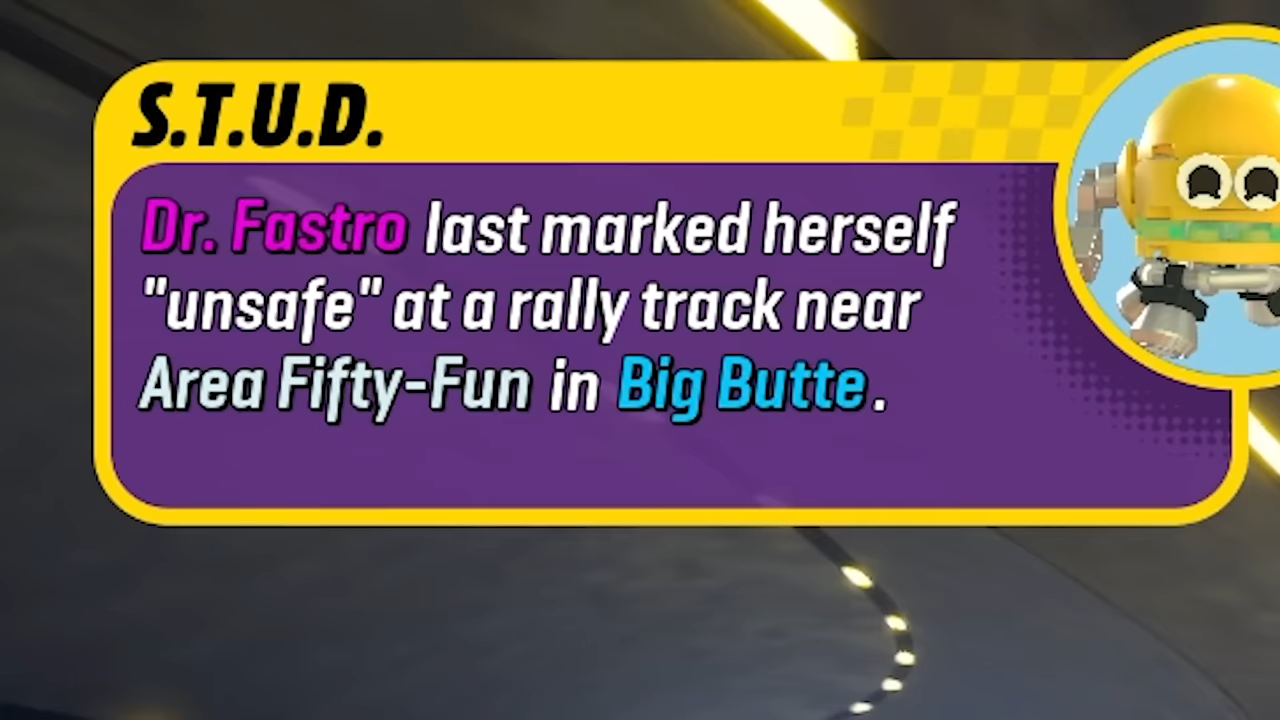 S.T.U.D.
Dr. Fastro last marked herself
"unsafe" at a rally track near
Area Fifty-Fun in Big Butte.